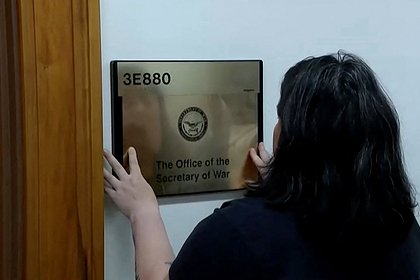 3E880
The Office of the
Secretary of War